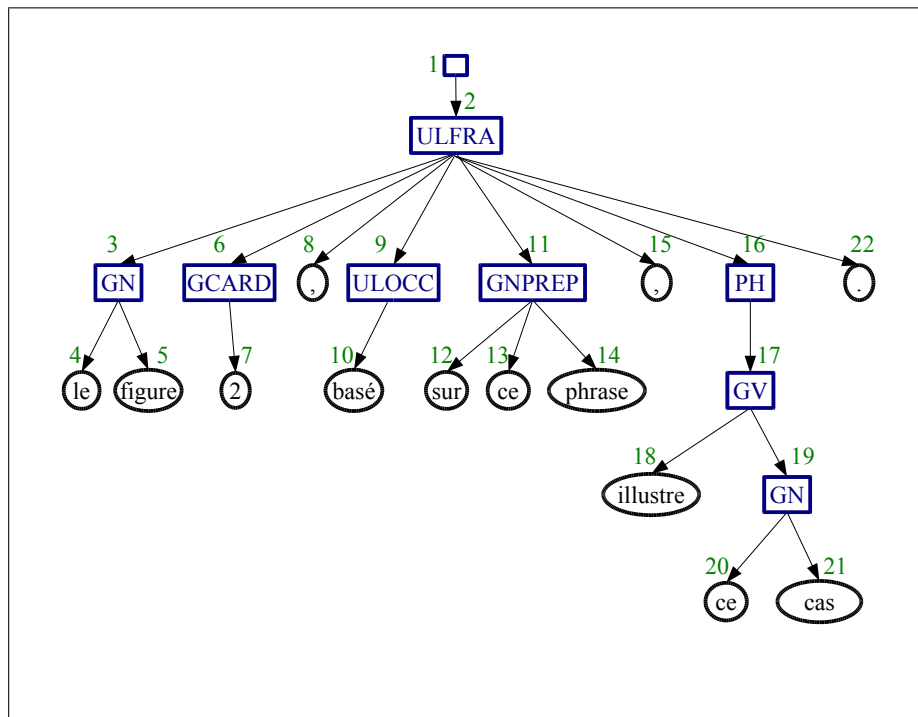 1
2
ULFRA
3 6 8 9 11 15 16 22
GN GCARD , ULOCC GNPREP , PH .
4 5 7 10 12 13 14 17
le figure 2 basé sur ce phrase GV
18 19
illustre GN
20 21
ce cas